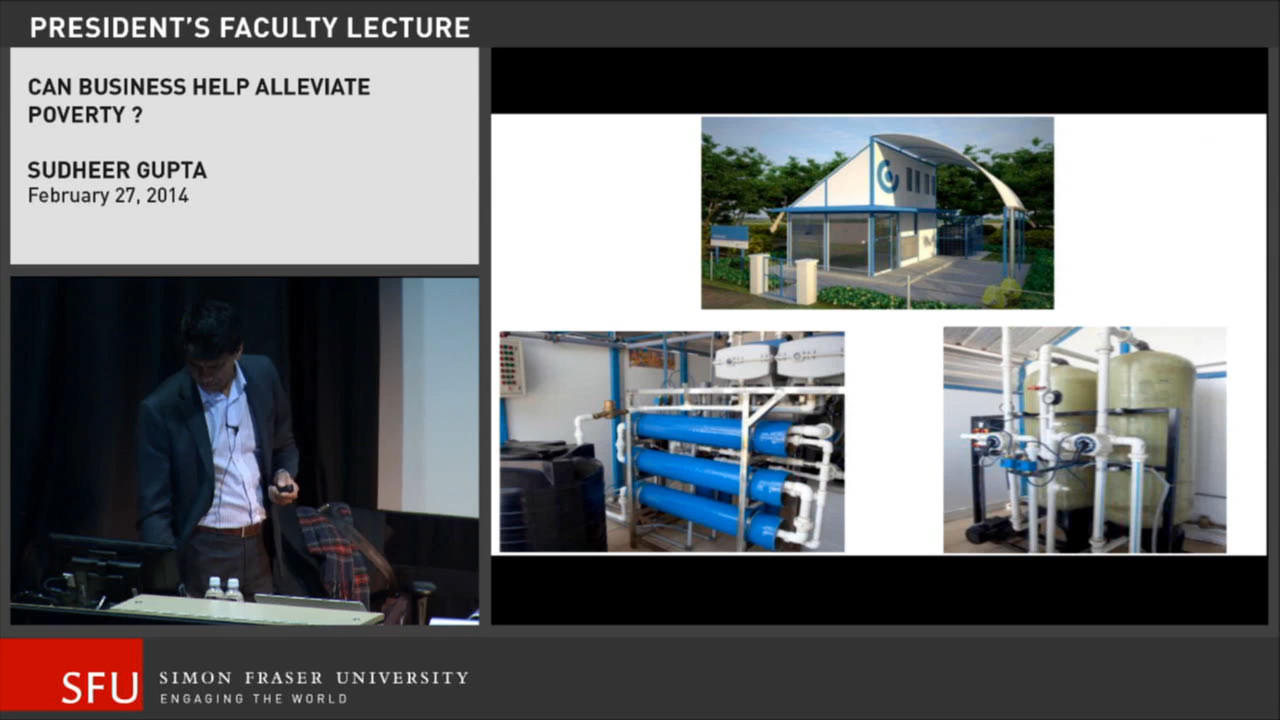 PRESIDENT'S FACULTY LECTURE
CAN BUSINESS HELP ALLEVIATE
POVERTY ?
SUDHEER GUPTA
February 27, 2014
SFU
SIMON FRASER UNIVERSITY
ENGAGING THE WORLD